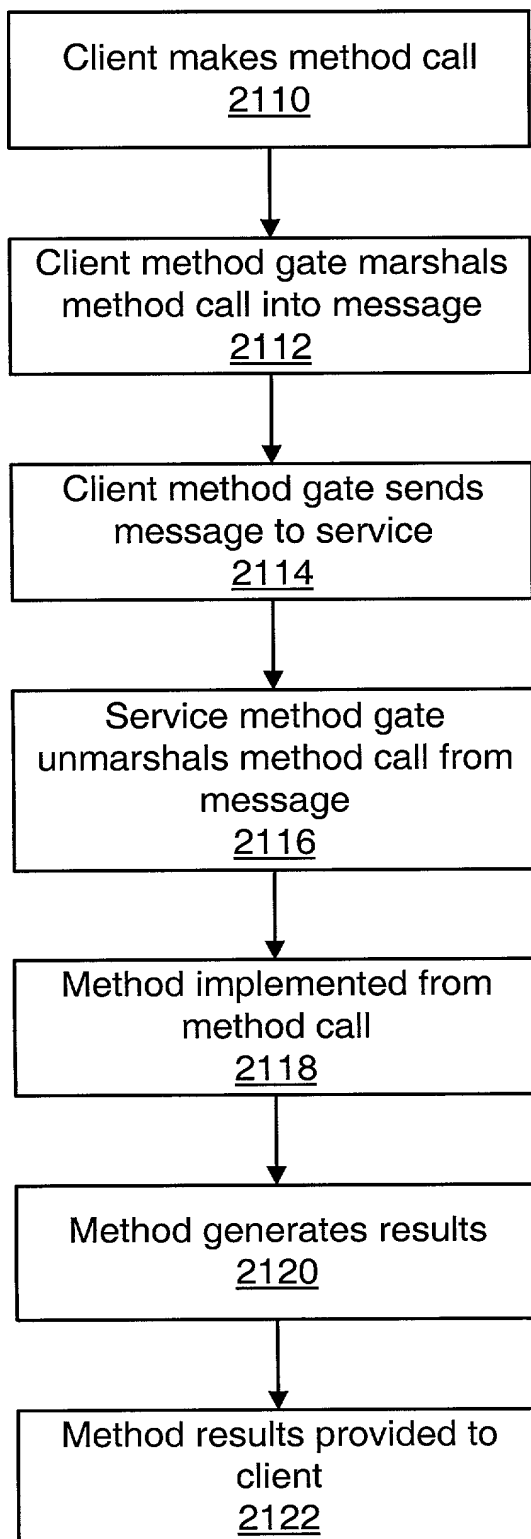 Client makes method call
2110
Client method gate marshals
method call into message
2112
Client method gate sends
message to service
2114
Service method gate
unmarshals method call from
message
2116
Method implemented from
method call
2118
Method generates results
2120
Method results provided to
client
2122